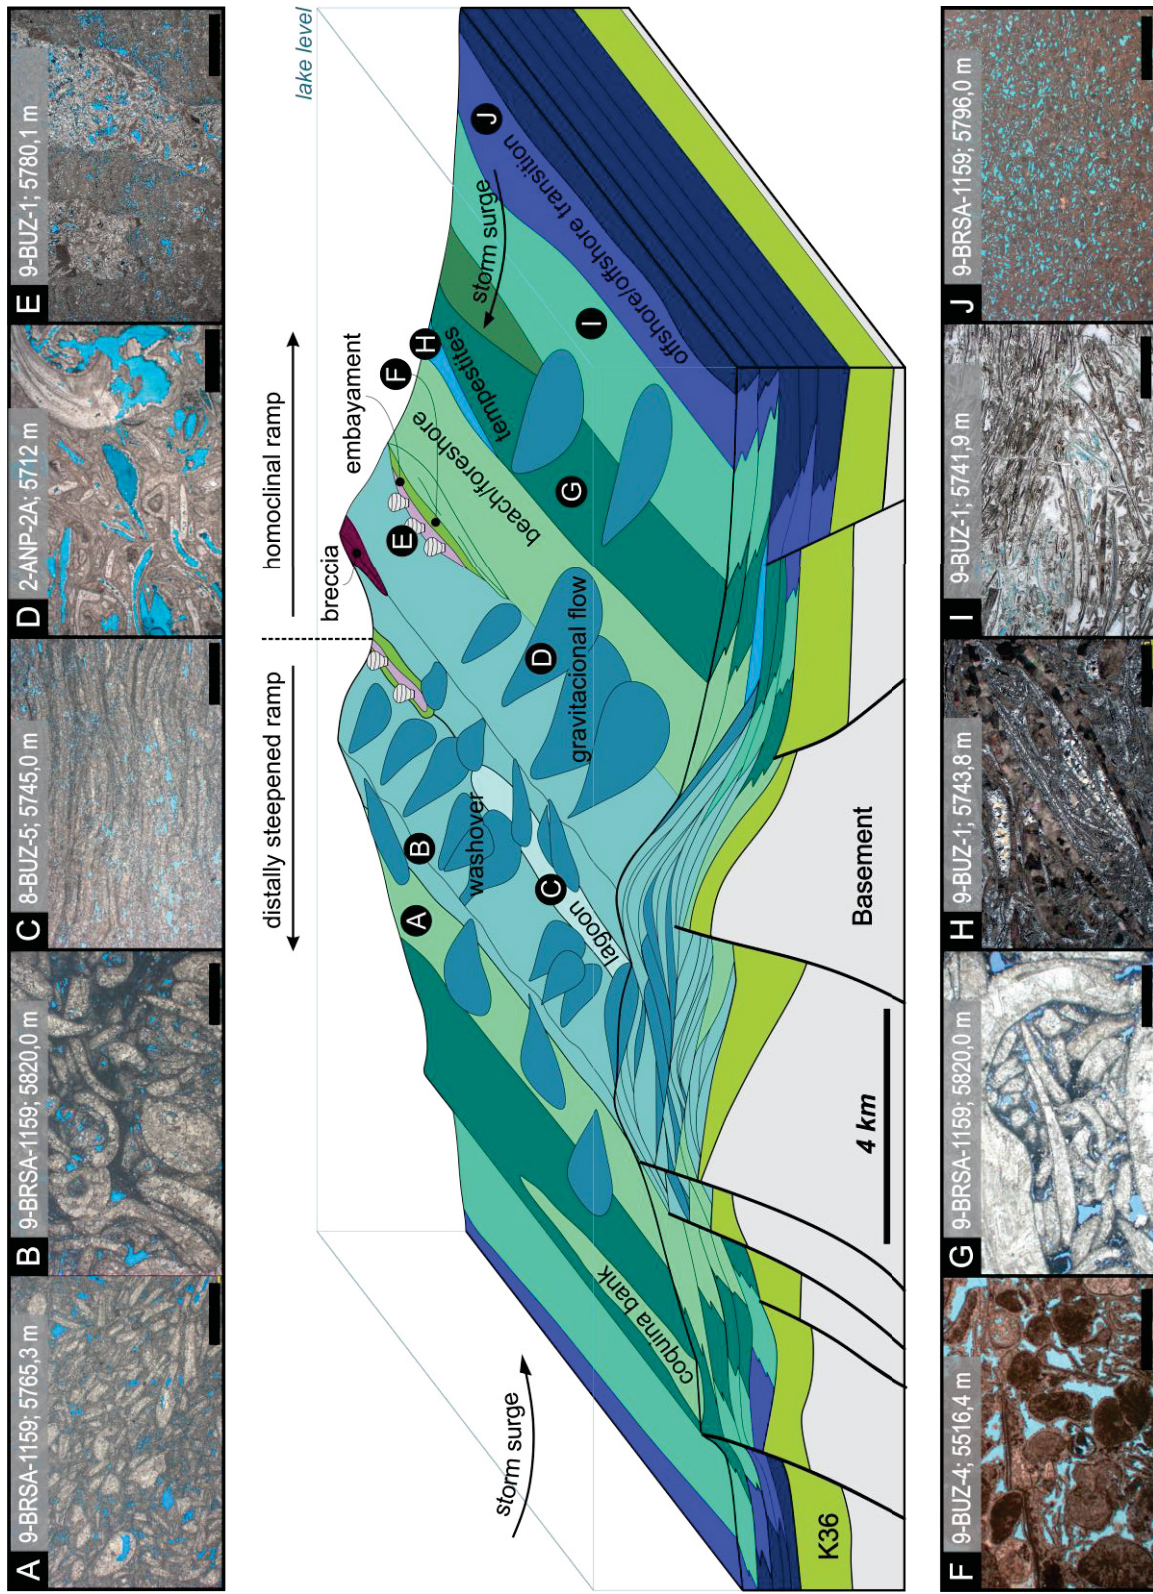 A 9-BRSA-1159; 5765,3 m
B 9-BRSA-1159; 5820,0 m
C 8-BUZ-5; 5745,0 m
D 2-ANP-2A; 5712 m
E 9-BUZ-1; 5780,1 m
distally steepened ramp
homoclinal ramp
lake level
breccia
embayament
F
H
E
A
B
washover
C
lagoon
D
gravitacional flow
beach/foreshore
tempestites
G
I
J
offshore/offshore transition
storm surge
storm surge
coquina bank
K36
4 km
Basement
F 9-BUZ-4; 5516,4 m
G 9-BRSA-1159; 5820,0 m
H 9-BUZ-1; 5743,8 m
I 9-BUZ-1; 5741,9 m
J 9-BRSA-1159; 5796,0 m